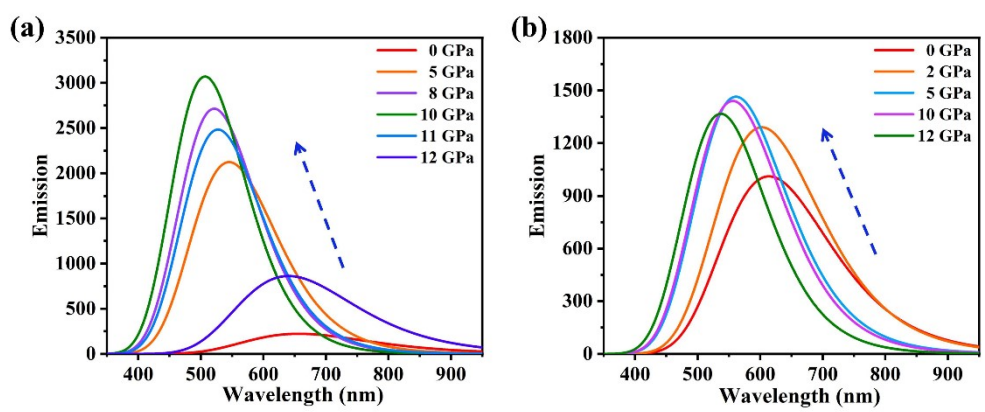 (a)
3500
3000
2500
2000
1500
1000
500
0
Emission
400 500 600 700 800 900
Wavelength (nm)
0 GPa
5 GPa
8 GPa
10 GPa
11 GPa
12 GPa
(b)
1800
1500
1200
900
600
300
0
Emission
400 500 600 700 800 900
Wavelength (nm)
0 GPa
2 GPa
5 GPa
10 GPa
12 GPa